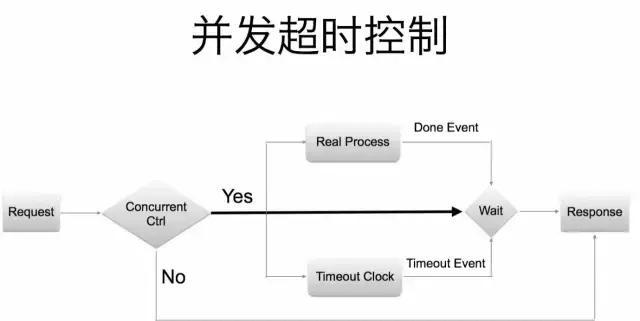 并发超时控制
Done Event
Real Process
Yes
Request
Concurrent
Ctrl
Wait
Response
Timeout Event
No
Timeout Clock